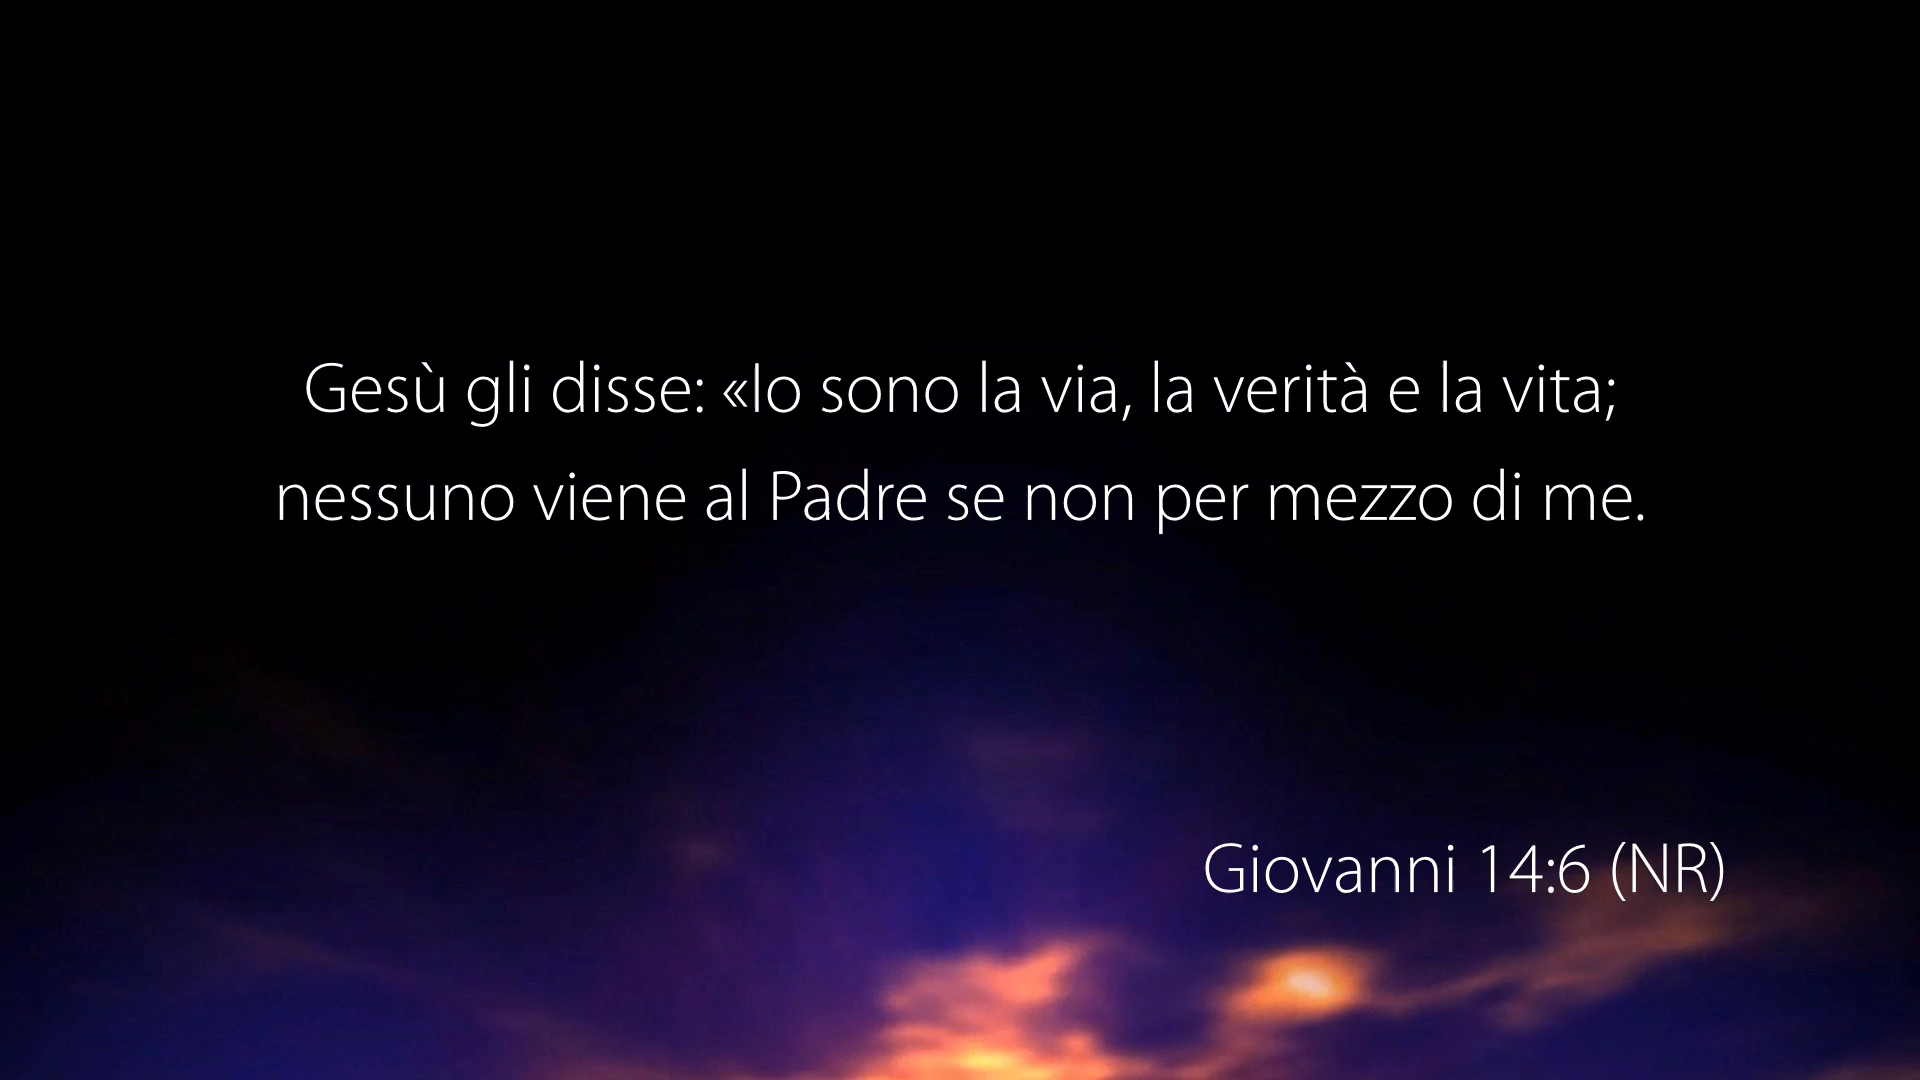 Gesù gli disse: «Io sono la via, la verità e la vita;
nessuno viene al Padre se non per mezzo di me.
Giovanni 14:6 (NR)